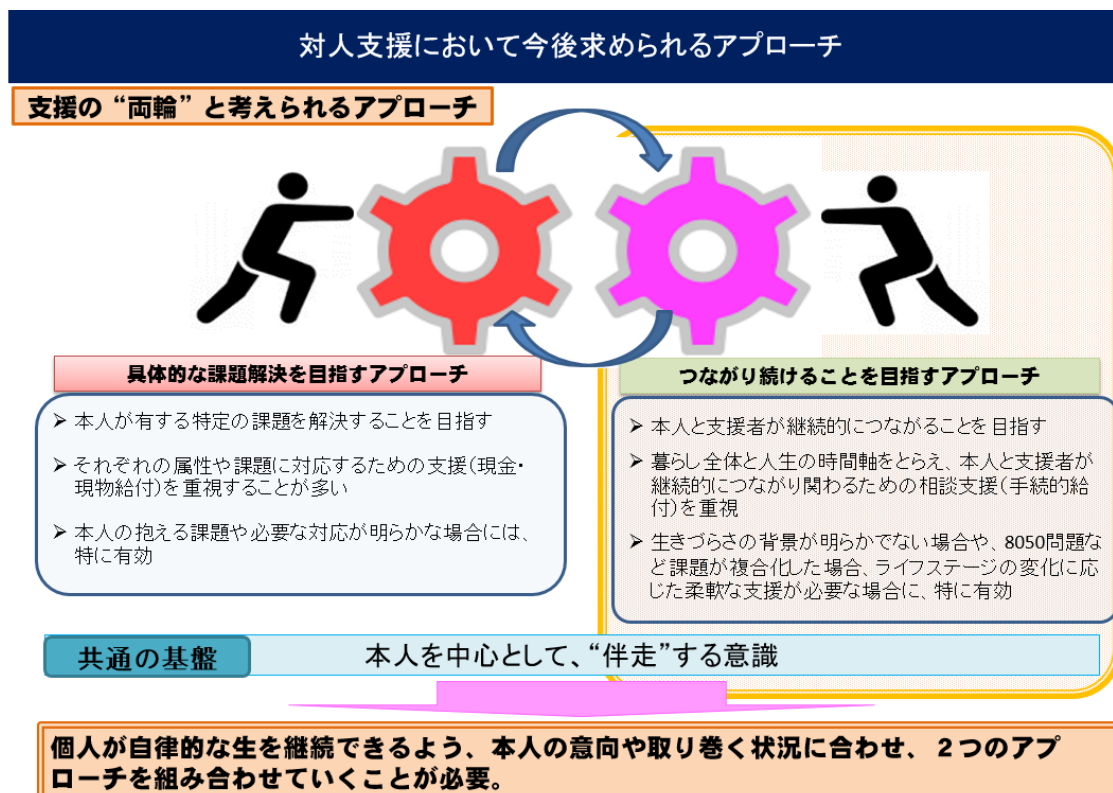 対人支援において今後求められるアプローチ
支援の“両輪”と考えられるアプローチ
具体的な課題解決を目指すアプローチ
➢ 本人が有する特定の課題を解決することを目指す
➢ それぞれの属性や課題に対応するための支援(現金・
現物給付)を重視することが多い
➢ 本人の抱える課題や必要な対応が明らかな場合には、
特に有効
つながり続けることを目指すアプローチ
➢ 本人と支援者が継続的につながることを目指す
➢ 暮らし全体と人生の時間軸をとらえ、本人と支援者が
継続的につながり関わるための相談支援(手続的給
付)を重視
➢ 生きづらさの背景が明らかでない場合や、8050問題な
ど課題が複合化した場合、ライフステージの変化に応
じた柔軟な支援が必要な場合に、特に有効
共通の基盤
本人を中心として、“伴走”する意識
個人が自律的な生を継続できるよう、本人の意向や取り巻く状況に合わせ、２つのアプ
ローチを組み合わせていくことが必要。